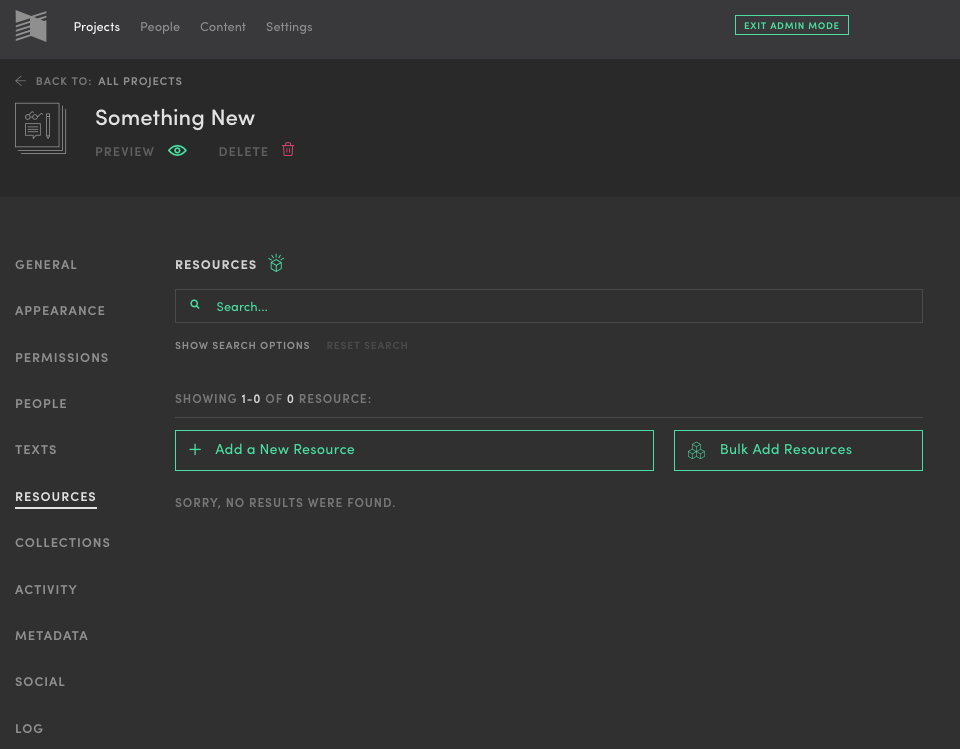 Projects People Content Settings EXIT ADMIN MODE
BACK TO: ALL PROJECTS
Something New
PREVIEW DELETE
GENERAL
APPEARANCE
PERMISSIONS
PEOPLE
TEXTS
RESOURCES
COLLECTIONS
ACTIVITY
METADATA
SOCIAL
LOG
RESOURCES
Search...
SHOW SEARCH OPTIONS RESET SEARCH
SHOWING 1-0 OF 0 RESOURCE:
Add a New Resource Bulk Add Resources
SORRY, NO RESULTS WERE FOUND.